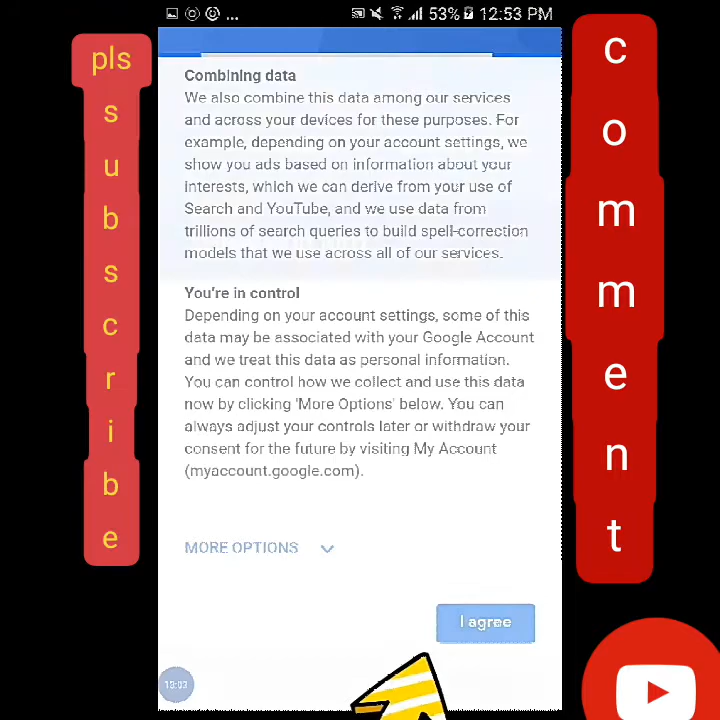 ... 53% 12:53 PM
pls
s
u
b
s
c
r
i
b
e
Combining data
We also combine this data among our services
and across your devices for these purposes. For
example, depending on your account settings, we
show you ads based on information about your
interests, which we can derive from your use of
Search and YouTube, and we use data from
trillions of search queries to build spell-correction
models that we use across all of our services.
You're in control
Depending on your account settings, some of this
data may be associated with your Google Account
and we treat this data as personal information.
You can control how we collect and use this data
now by clicking 'More Options' below. You can
always adjust your controls later or withdraw your
consent for the future by visiting My Account
(myaccount.google.com).
MORE OPTIONS
I agree
c
o
m
m
e
n
t